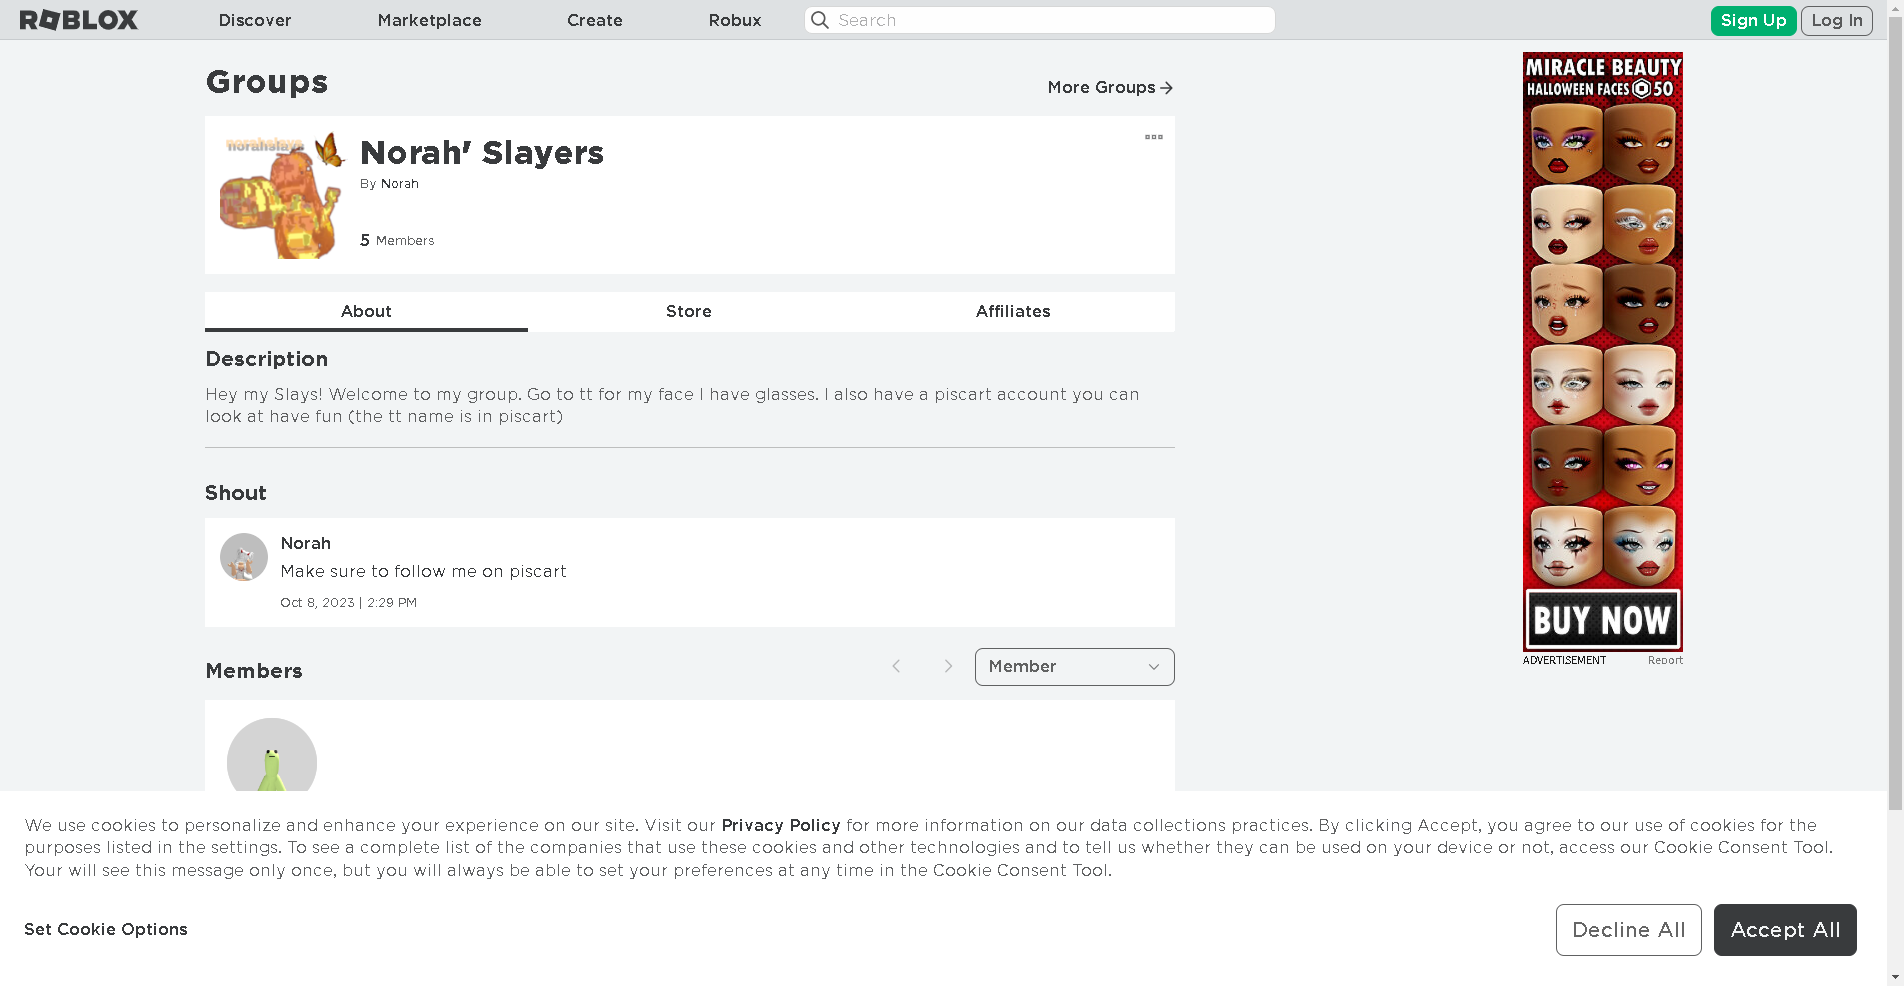 ROBLOX
Discover
Marketplace
Create
Robux
Search
Sign Up
Log In
Groups
More Groups
norahslays
Norah' Slayers
By Norah
5 Members
About
Store
Affiliates
Description
Hey my Slays! Welcome to my group. Go to tt for my face I have glasses. I also have a piscart account you can
look at have fun (the tt name is in piscart)
Shout
Norah
Make sure to follow me on piscart
Oct 8, 2023 | 2:29 PM
Members
Member
MIRACLE BEAUTY
HALLOWEEN FACES 50
BUY NOW
ADVERTISEMENT
Report
We use cookies to personalize and enhance your experience on our site. Visit our Privacy Policy for more information on our data collections practices. By clicking Accept, you agree to our use of cookies for the
purposes listed in the settings. To see a complete list of the companies that use these cookies and other technologies and to tell us whether they can be used on your device or not, access our Cookie Consent Tool.
Your will see this message only once, but you will always be able to set your preferences at any time in the Cookie Consent Tool.
Set Cookie Options
Decline All
Accept All